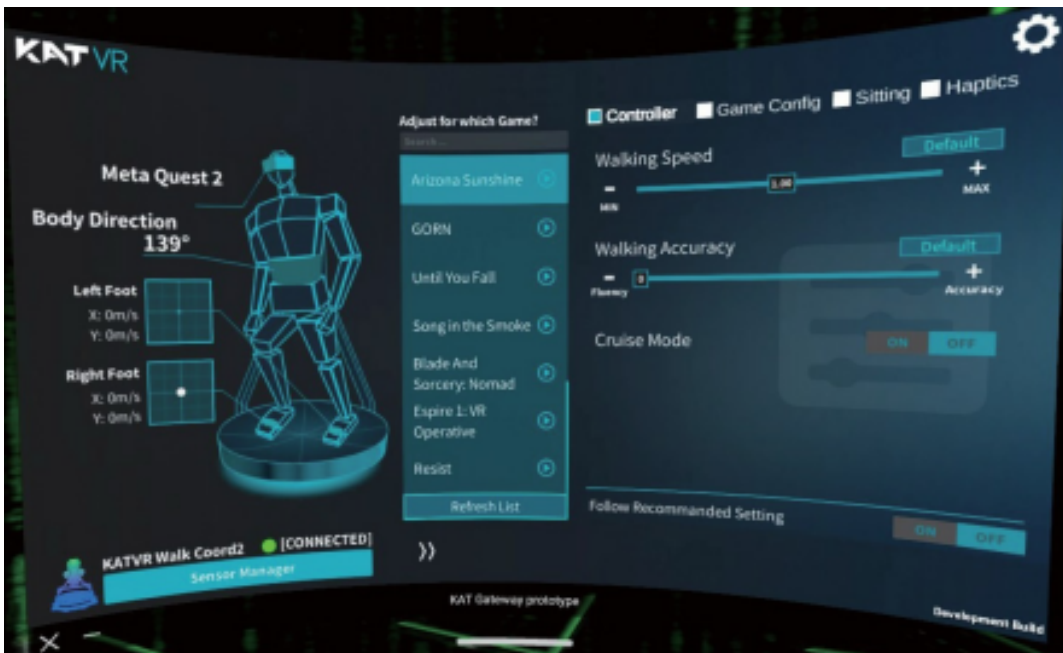 KAT VR
Meta Quest 2
Body Direction
139°
Left Foot
X: 0m/s
Y: 0m/s
Right Foot
X: 0m/s
Y: 0m/s
KATVR Walk Coord2 [CONNECTED]
Sensor Manager
Adjust for which Game?
Search...
Arizona Sunshine
GORN
Until You Fall
Song in the Smoke
Blade And
Sorcery: Nomad
Espire 1: VR
Operative
Resist
Refresh List
Controller Game Config Sitting Haptics
Walking Speed Default
- 1.00 +
MIN MAX
Walking Accuracy Default
- 0 +
Fluency Accuracy
Cruise Mode ON OFF
Follow Recommanded Setting ON OFF
KAT Gateway prototype
Development Build